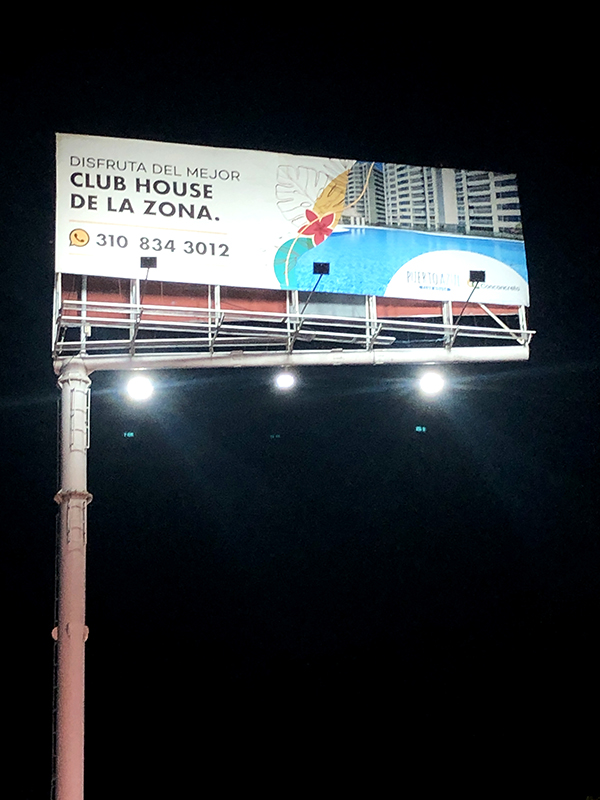 DISFRUTA DEL MEJOR
CLUB HOUSE
DE LA ZONA.
310 834 3012